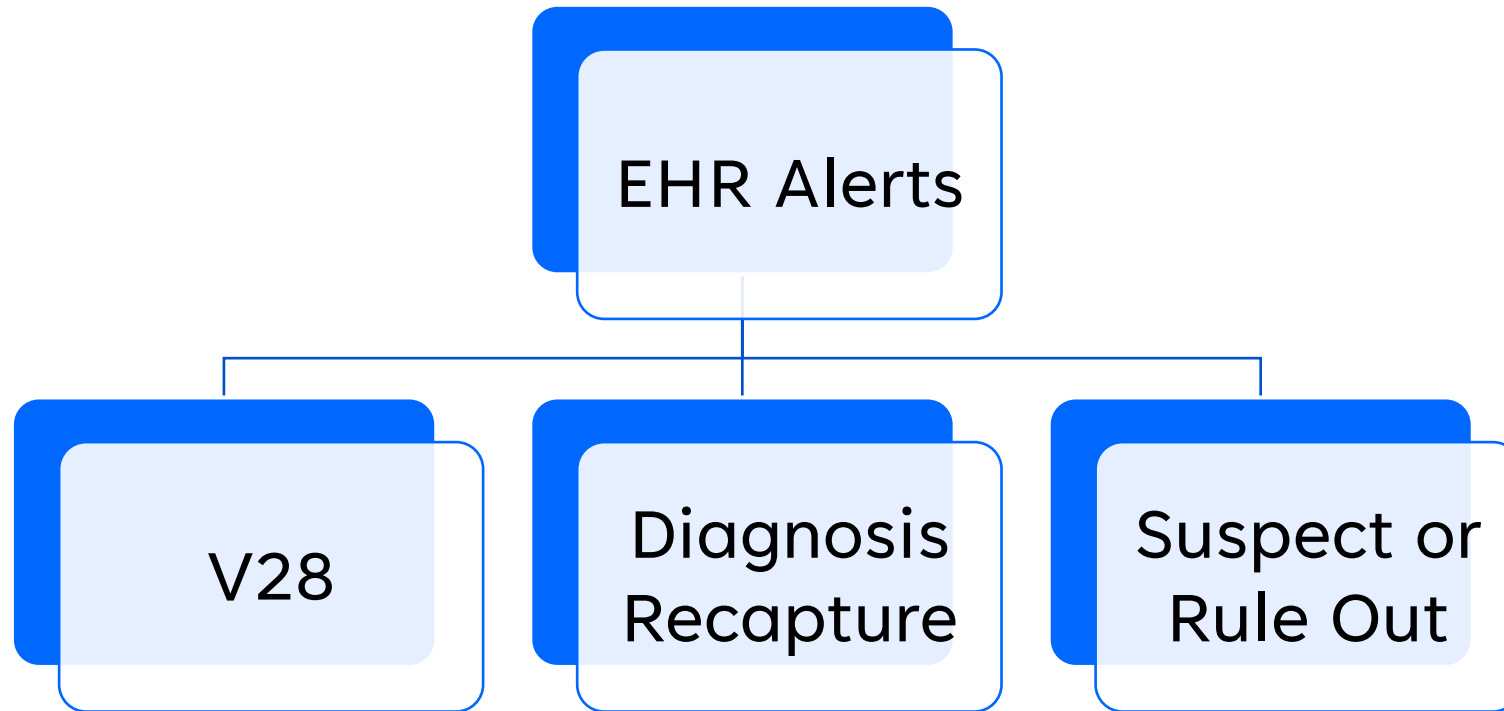 EHR Alerts
V28
Diagnosis
Recapture
Suspect or
Rule Out